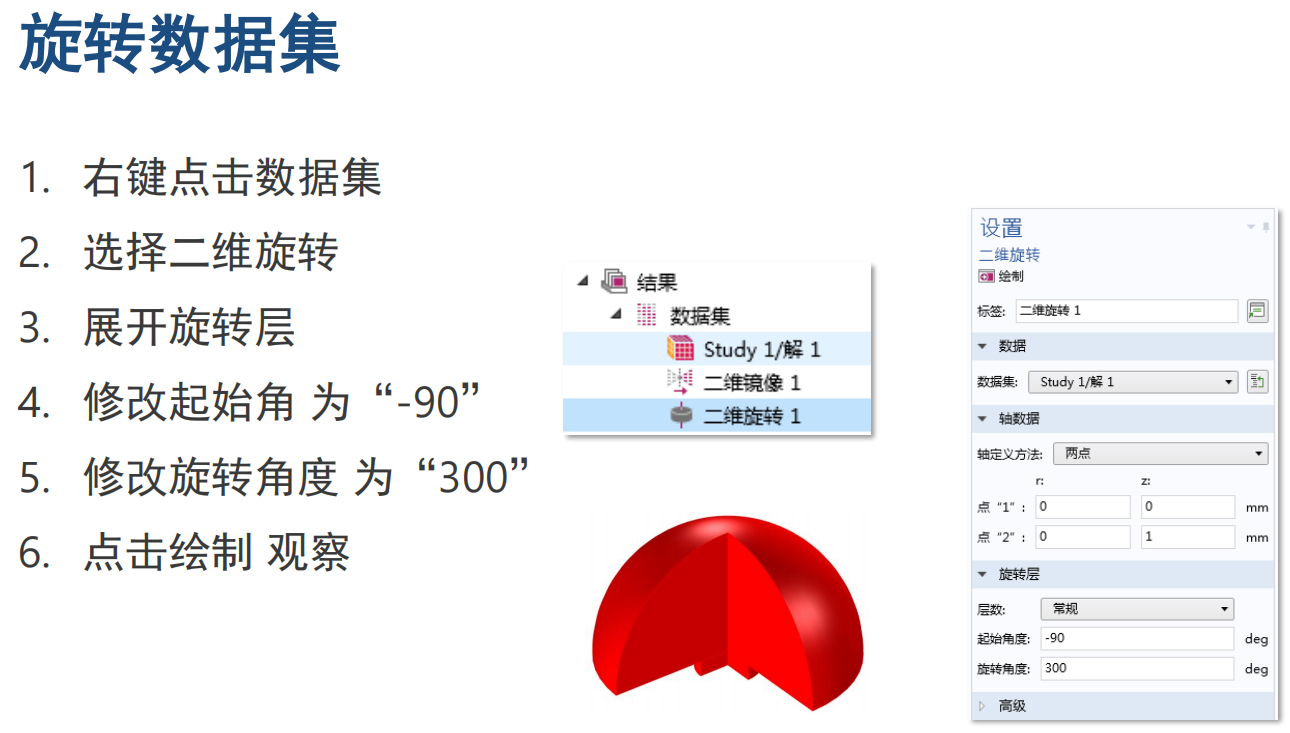 旋转数据集
1. 右键点击数据集
2. 选择二维旋转
3. 展开旋转层
4. 修改起始角 为“-90”
5. 修改旋转角度 为“300”
6. 点击绘制 观察
结果
数据集
Study 1/解 1
二维镜像 1
二维旋转 1
设置
二维旋转
绘制
标签: 二维旋转 1
数据
数据集: Study 1/解 1
轴数据
轴定义方法: 两点
r: z:
点“1”: 0 0 mm
点“2”: 0 1 mm
旋转层
层数: 常规
起始角度: -90 deg
旋转角度: 300 deg
高级